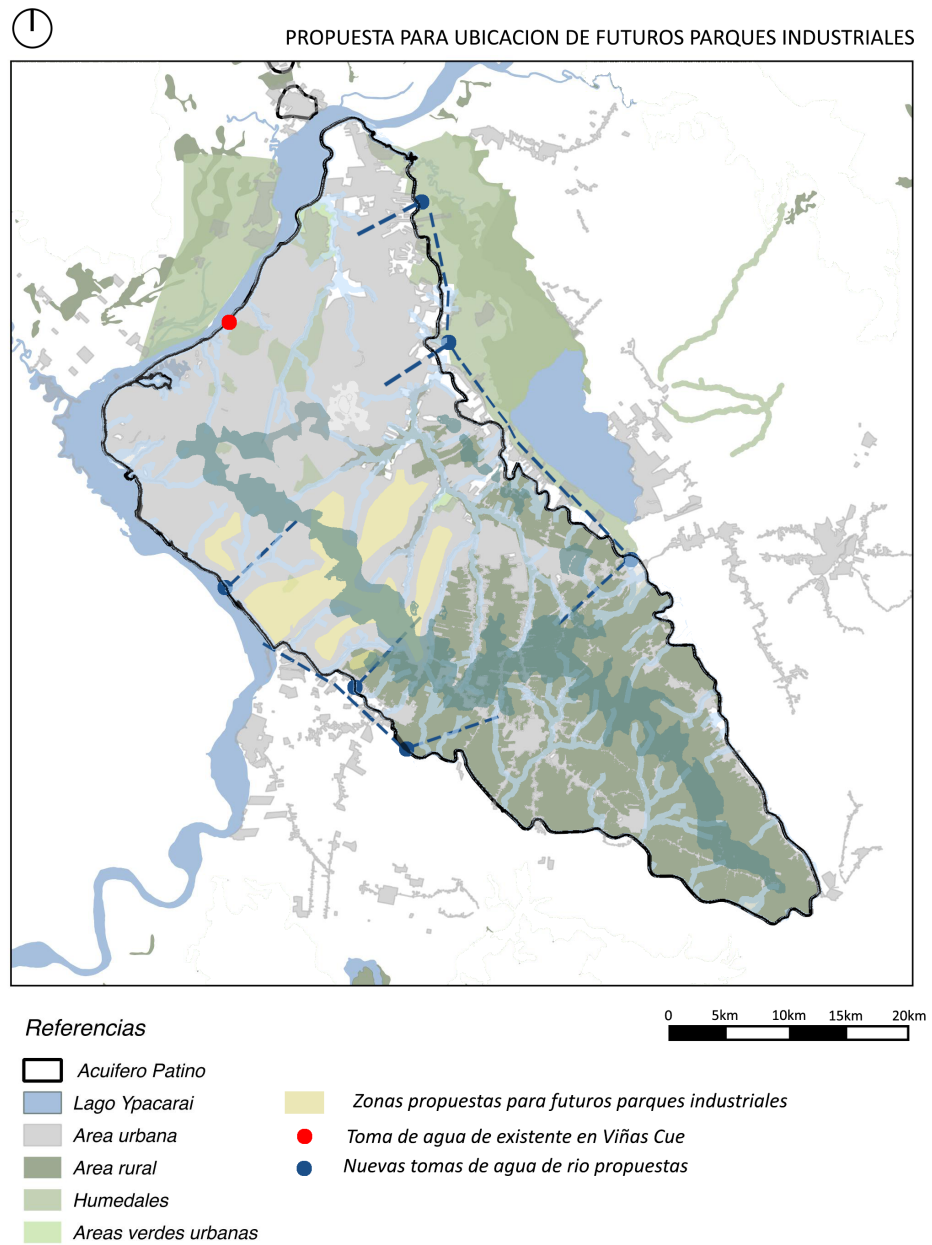 PROPUESTA PARA UBICACION DE FUTUROS PARQUES INDUSTRIALES
Referencias
0 5km 10km 15km 20km
Acuifero Patino
Lago Ypacarai
Area urbana
Area rural
Humedales
Areas verdes urbanas
Zonas propuestas para futuros parques industriales
Toma de agua de existente en Viñas Cue
Nuevas tomas de agua de rio propuestas